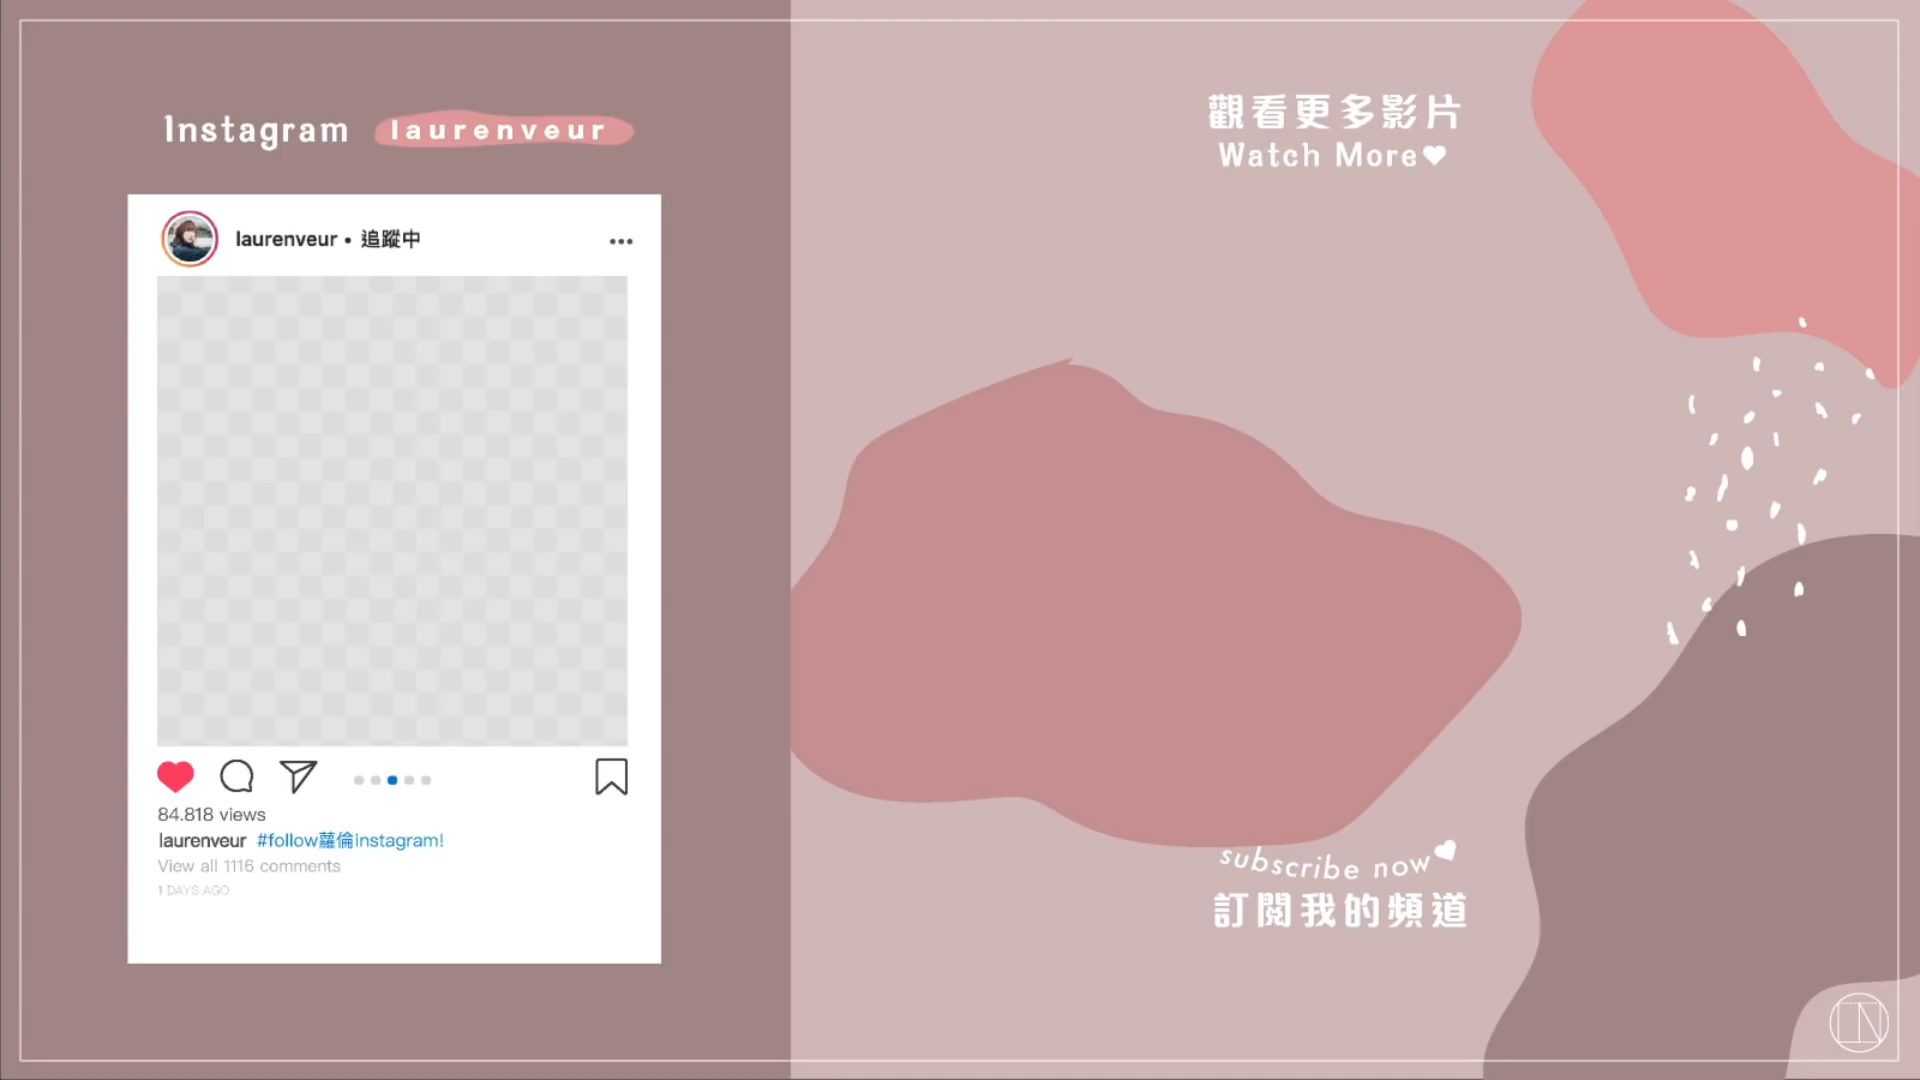 Instagram laurenveur
laurenveur • 追蹤中
84.818 views
laurenveur #follow蘿倫instagram!
View all 1116 comments
1 DAYS AGO
觀看更多影片
Watch More
subscribe now
訂閱我的頻道